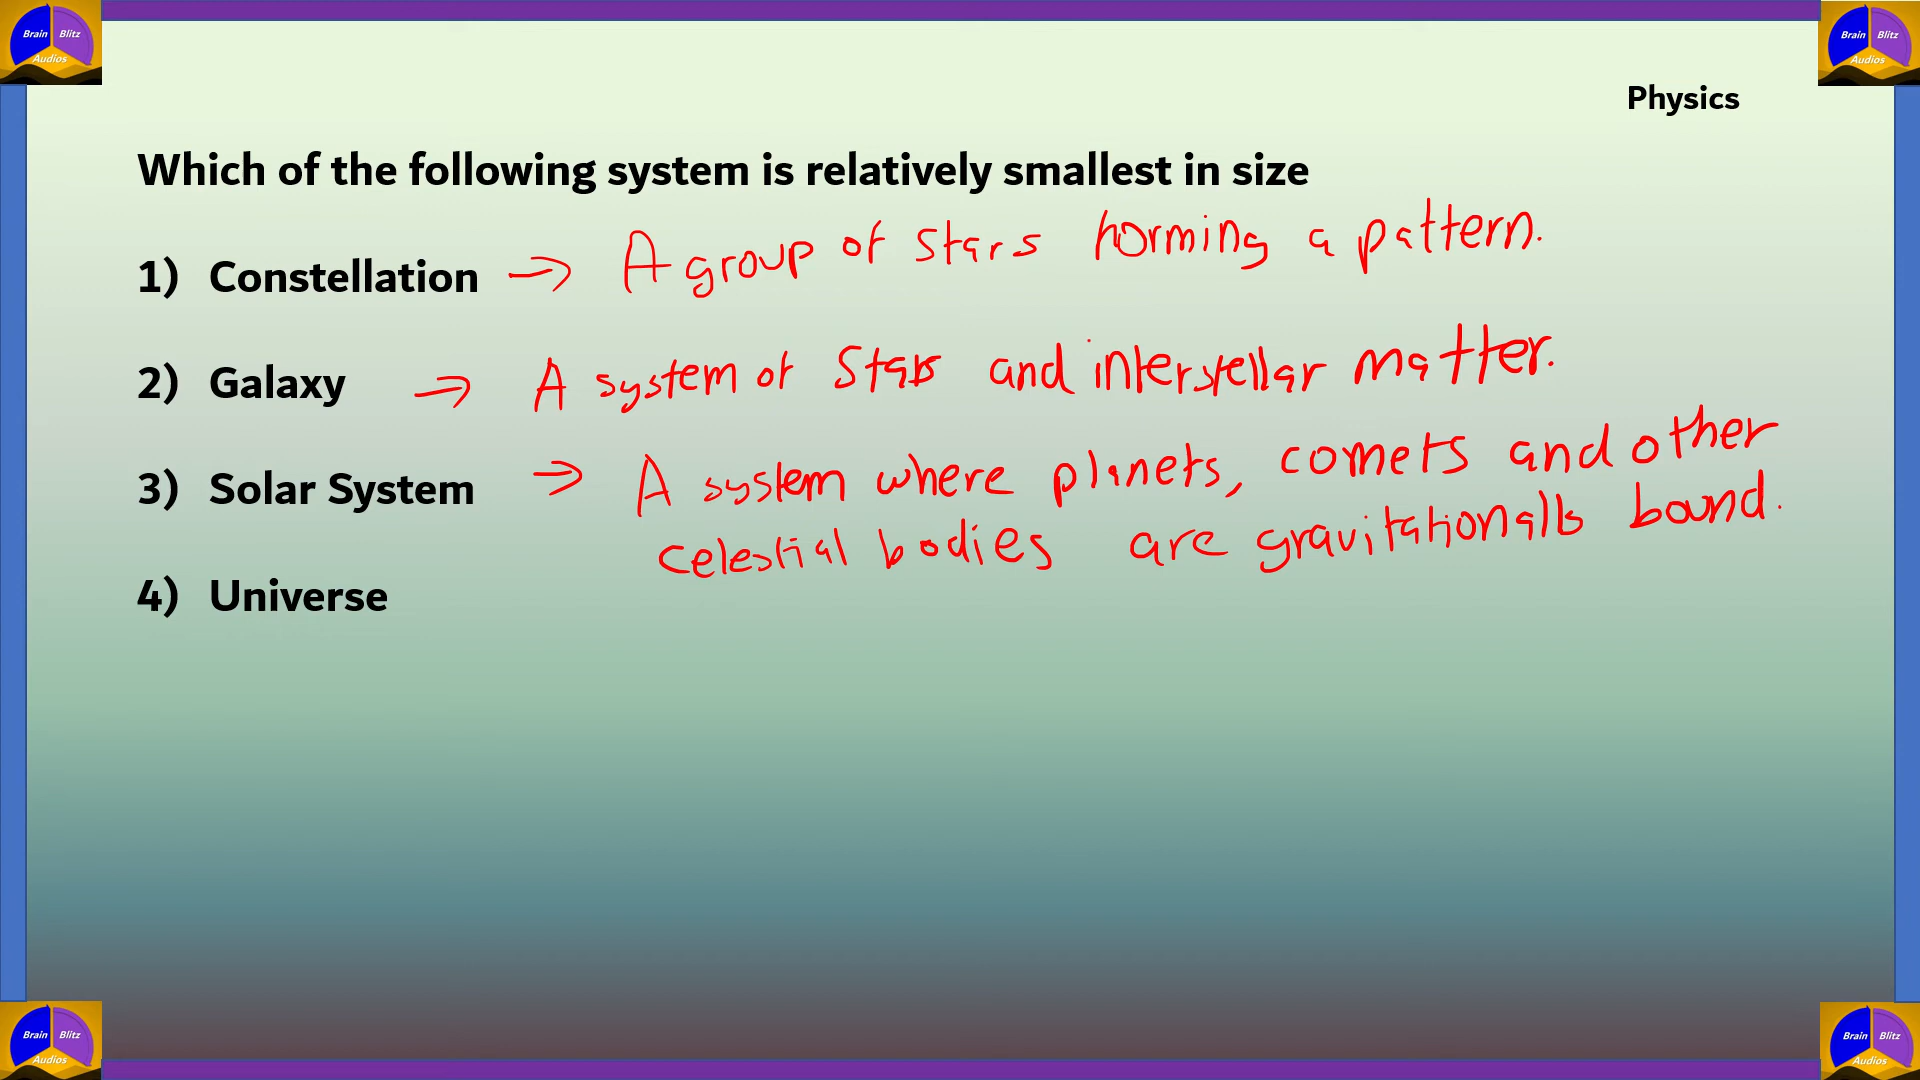 Brain Blitz
Audios
Brain Blitz
Audios
Physics
Which of the following system is relatively smallest in size
1) Constellation → A group of stars forming a pattern.
2) Galaxy → A system of Stars and interstellar matter.
3) Solar System → A system where planets, comets and other
celestial bodies are gravitationally bound.
4) Universe
Brain Blitz
Audios
Brain Blitz
Audios